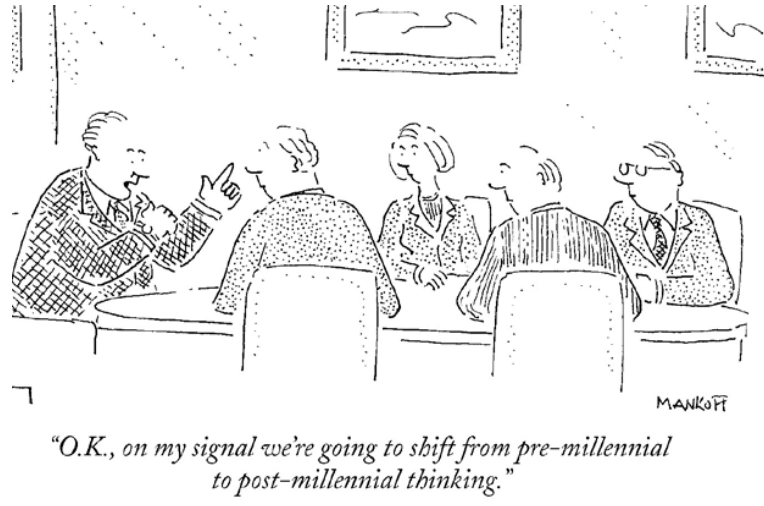 MANKOFF
“O.K., on my signal we’re going to shift from pre-millennial
to post-millennial thinking.”